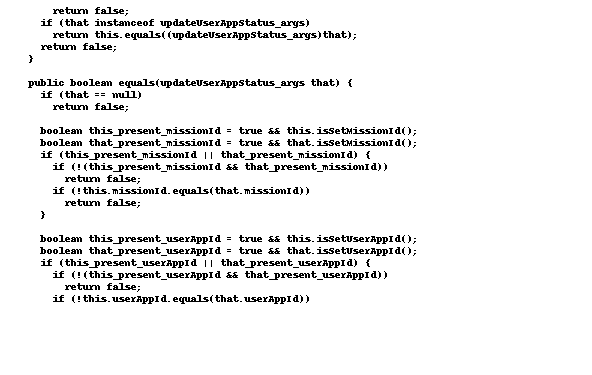 return false;
if (that instanceof updateUserAppStatus_args)
return this.equals((updateUserAppStatus_args)that);
return false;
}
public boolean equals(updateUserAppStatus_args that) {
if (that == null)
return false;
boolean this_present_missionId = true && this.isSetMissionId();
boolean that_present_missionId = true && that.isSetMissionId();
if (this_present_missionId || that_present_missionId) {
if (!(this_present_missionId && that_present_missionId))
return false;
if (!this.missionId.equals(that.missionId))
return false;
}
boolean this_present_userAppId = true && this.isSetUserAppId();
boolean that_present_userAppId = true && that.isSetUserAppId();
if (this_present_userAppId || that_present_userAppId) {
if (!(this_present_userAppId && that_present_userAppId))
return false;
if (!this.userAppId.equals(that.userAppId))